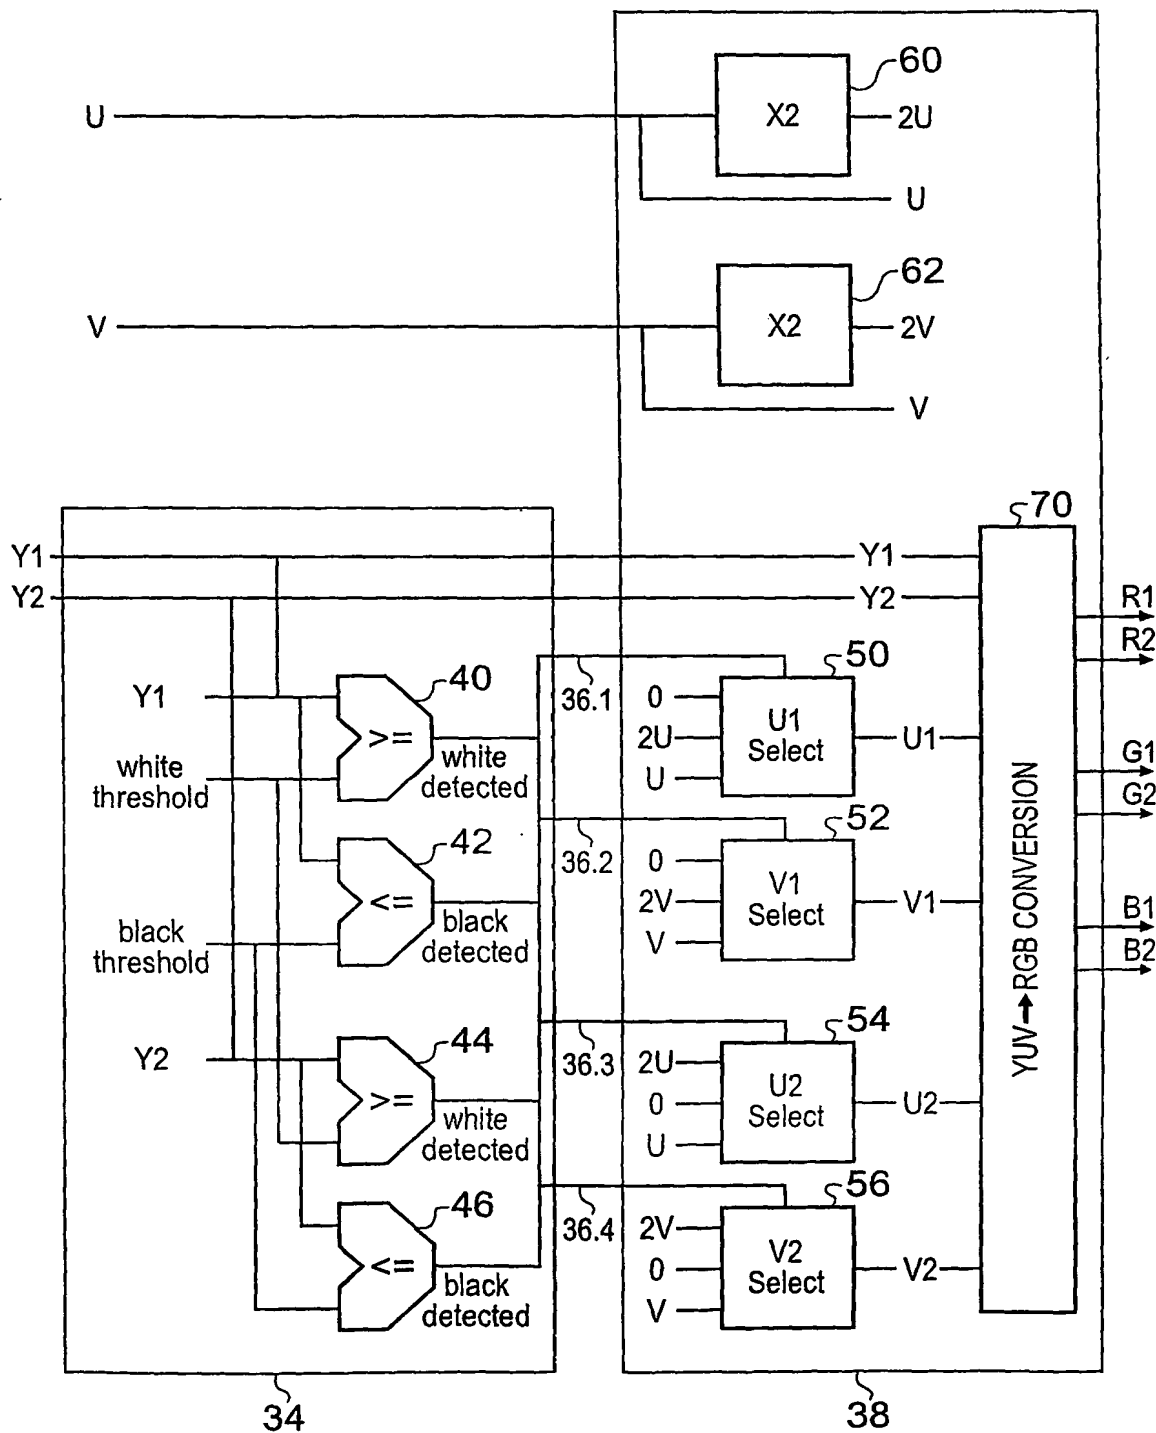 60
U
X2
2U
U
62
V
X2
2V
V
70
Y1
Y1
Y2
Y2
R1
R2
Y1
40
>=
white
detected
white
threshold
36.1
50
0
2U
U
U1
Select
U1
G1
G2
42
<=
black
detected
black
threshold
36.2
52
0
2V
V
V1
Select
V1
B1
B2
YUV→RGB CONVERSION
Y2
44
>=
white
detected
36.3
54
2U
0
U
U2
Select
U2
46
<=
black
detected
36.4
56
2V
0
V
V2
Select
V2
34
38